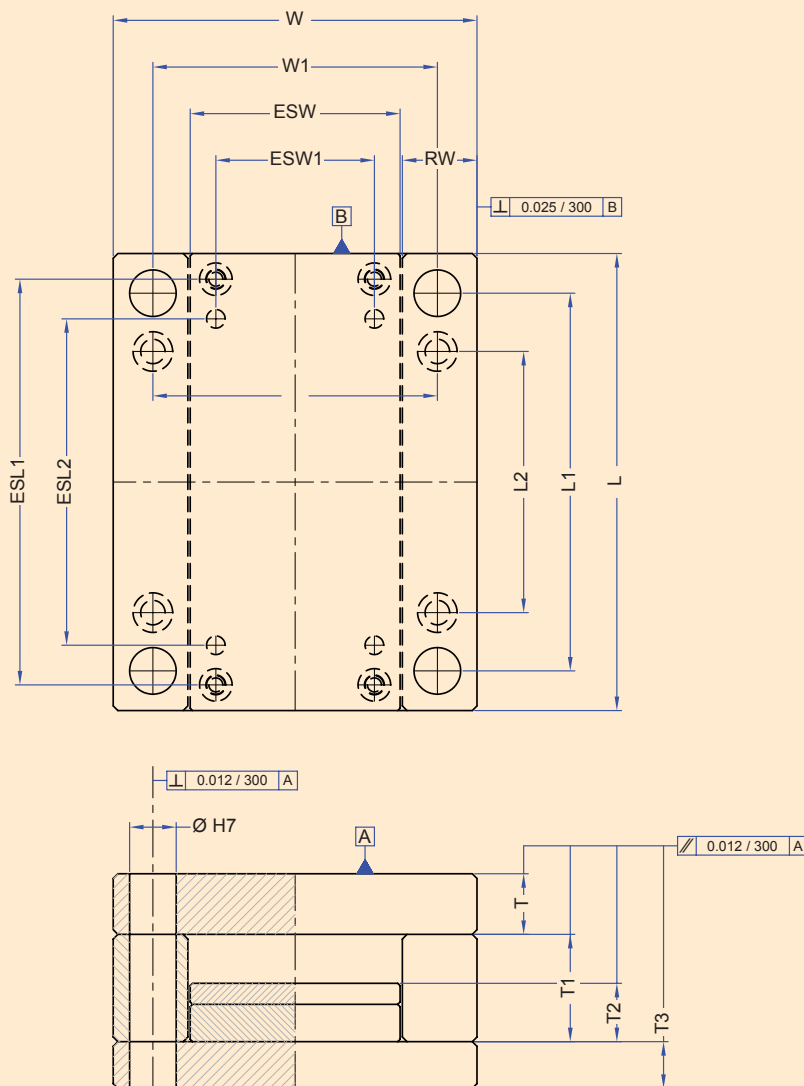 W
W1
ESW
ESW1
RW
⊥ 0.025 / 300 B
B
ESL1
ESL2
L2
L1
L
⊥ 0.012 / 300 A
Ø H7
A
⫽ 0.012 / 300 A
T
T1
T2
T3